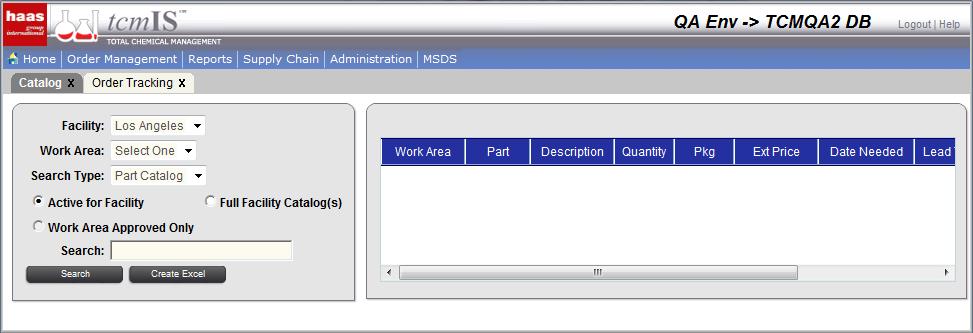 haas
group
international
tcmIS™
TOTAL CHEMICAL MANAGEMENT
QA Env -> TCMQA2 DB
Logout | Help
Home | Order Management | Reports | Supply Chain | Administration | MSDS
Catalog X Order Tracking X
Facility: Los Angeles
Work Area: Select One
Search Type: Part Catalog
Active for Facility Full Facility Catalog(s)
Work Area Approved Only
Search:
Search Create Excel
Work Area Part Description Quantity Pkg Ext Price Date Needed Lead